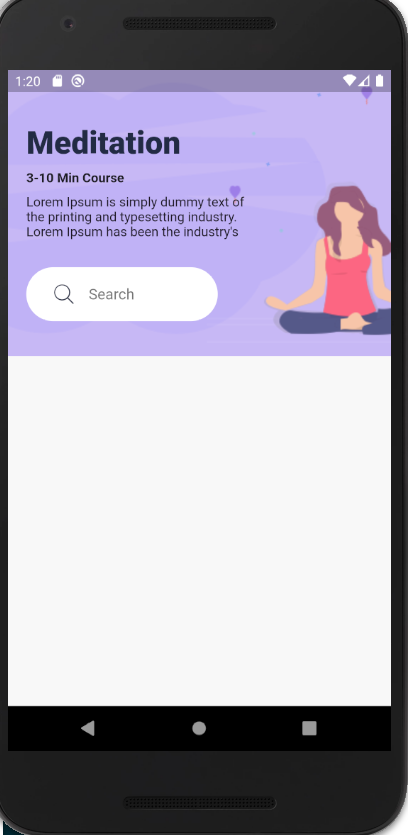 1:20
Meditation
3-10 Min Course
Lorem Ipsum is simply dummy text of
the printing and typesetting industry.
Lorem Ipsum has been the industry's
Search